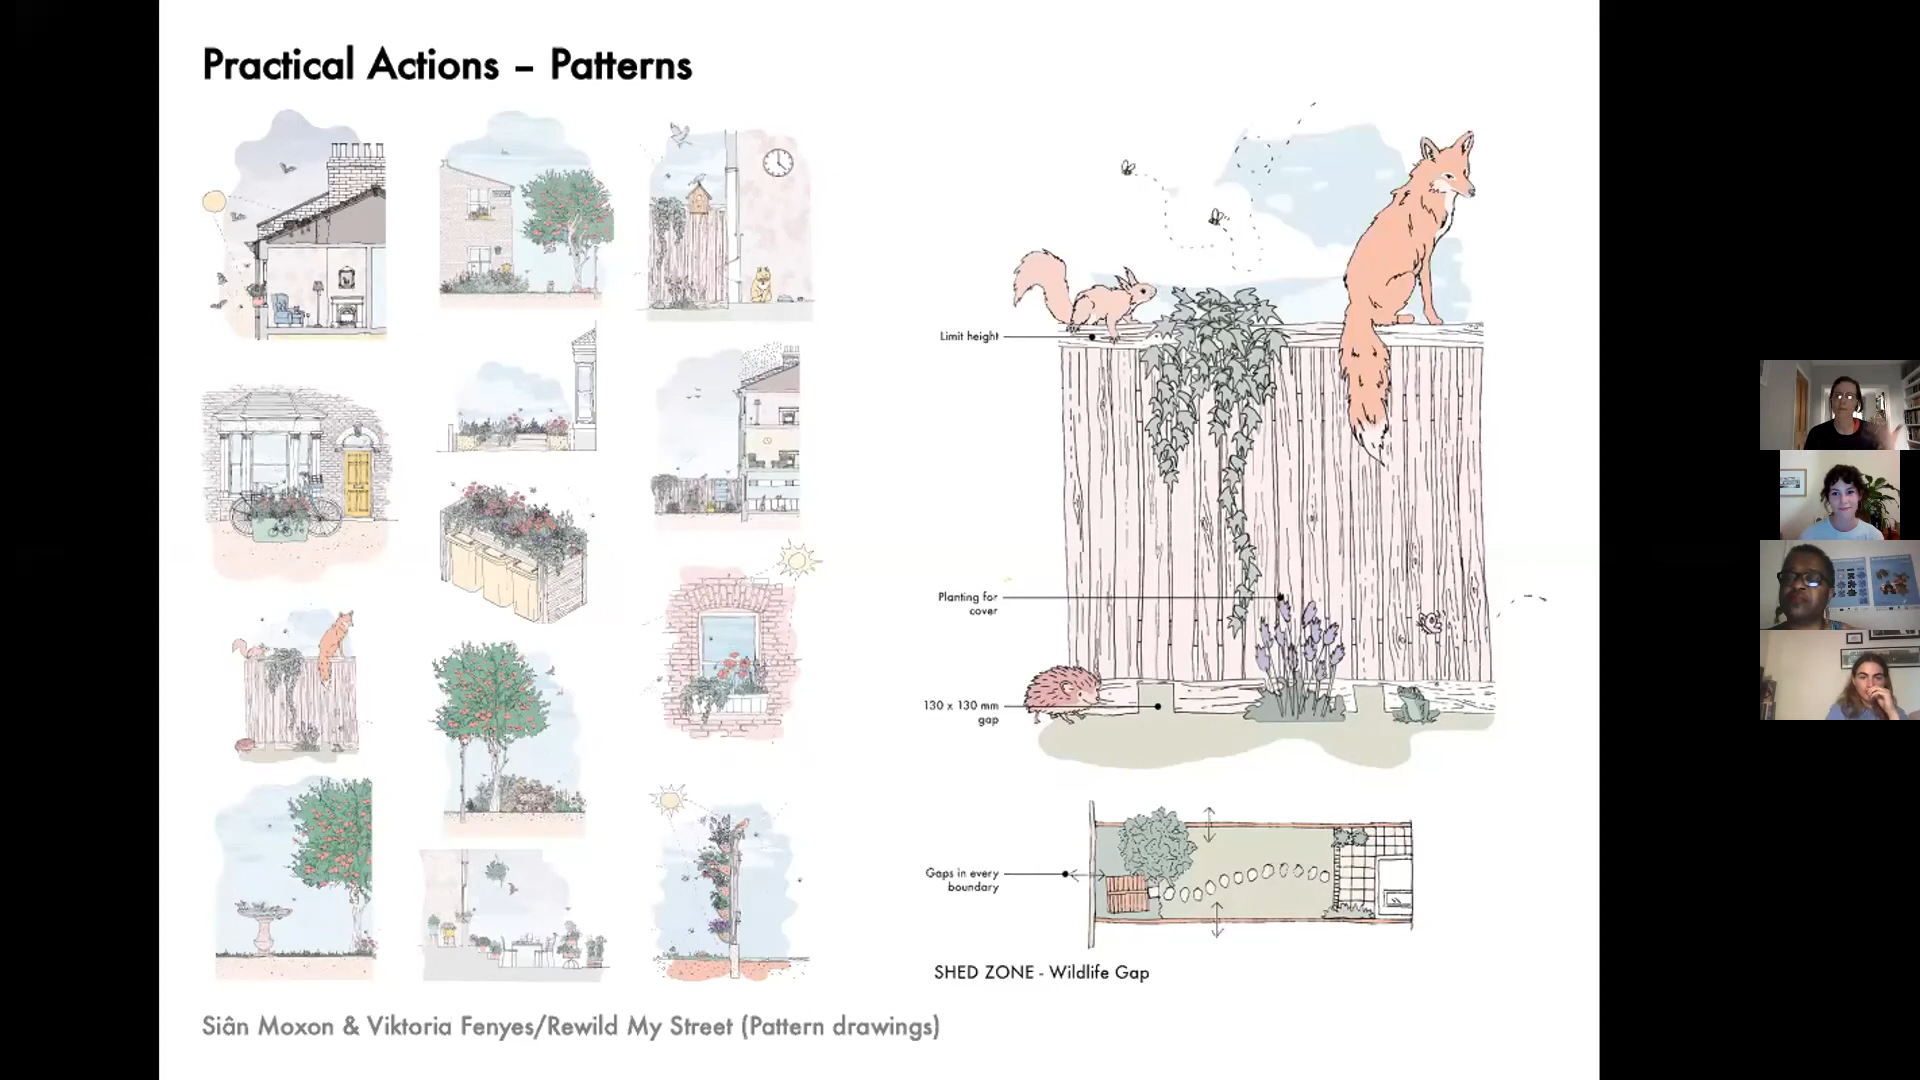 Practical Actions – Patterns
Limit height
Planting for
cover
130 x 130 mm
gap
Gaps in every
boundary
SHED ZONE - Wildlife Gap
Siân Moxon & Viktoria Fenyes/Rewild My Street (Pattern drawings)